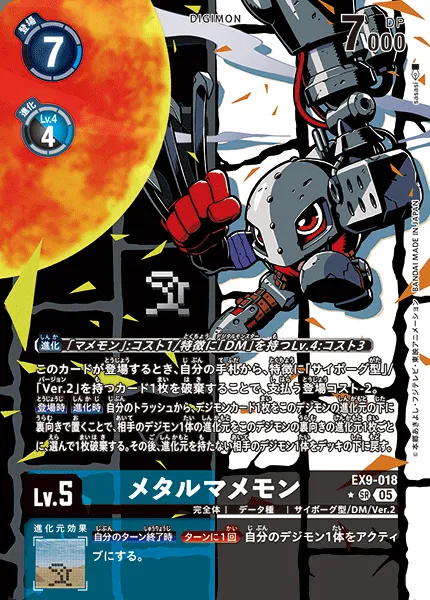 登場
7
DIGIMON
DP
7000
進化
Lv.4
4
sasasi
©本郷あきよし・フジテレビ・東映アニメーション BANDAI MADE IN JAPAN
進化 「マメモン」:コスト1/特徴に「DM」を持つLv.4:コスト3
このカードが登場するとき、自分の手札から、特徴に「サイボーグ型」/
「Ver.2」を持つカード1枚を破棄することで、支払う登場コスト-2。
登場時 進化時 自分のトラッシュから、デジモンカード1枚をこのデジモンの進化元の下に
裏向きで置くことで、相手のデジモン1体の進化元をこのデジモンの裏向きの進化元1枚ごと
に、選んで1枚破棄する。その後、進化元を持たない相手のデジモン1体をデッキの下に戻す。
Lv.5
メタルマメモン
EX9-018
SR 05
完全体 | データ種 | サイボーグ型/DM/Ver.2
進化元効果
自分のターン終了時 ターンに1回 自分のデジモン1体をアクティ
ブにする。